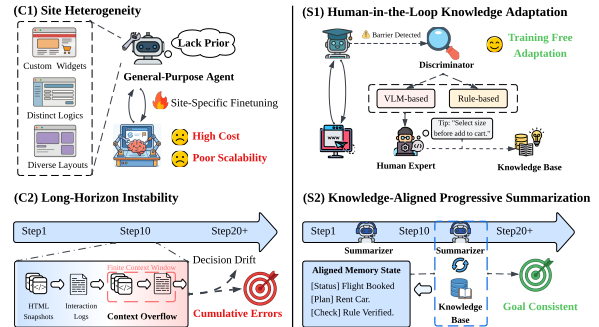 (C1) Site Heterogeneity
Custom Widgets
Distinct Logics
Diverse Layouts
Lack Prior
General-Purpose Agent
Site-Specific Finetuning
High Cost
Poor Scalability
(S1) Human-in-the-Loop Knowledge Adaptation
Barrier Detected
Discriminator
Training Free
Adaptation
VLM-based
Rule-based
Tip: "Select size
before add to cart."
WWW
Human Expert
Knowledge Base
(C2) Long-Horizon Instability
Step1
Step10
Step20+
Decision Drift
Finite Context Window
HTML
Snapshots
Interaction
Logs
Context Overflow
Cumulative Errors
(S2) Knowledge-Aligned Progressive Summarization
Step1
Step10
Step20+
Summarizer
Summarizer
Aligned Memory State
[Status] Flight Booked
[Plan] Rent Car.
[Check] Rule Verified.
Knowledge
Base
Goal Consistent